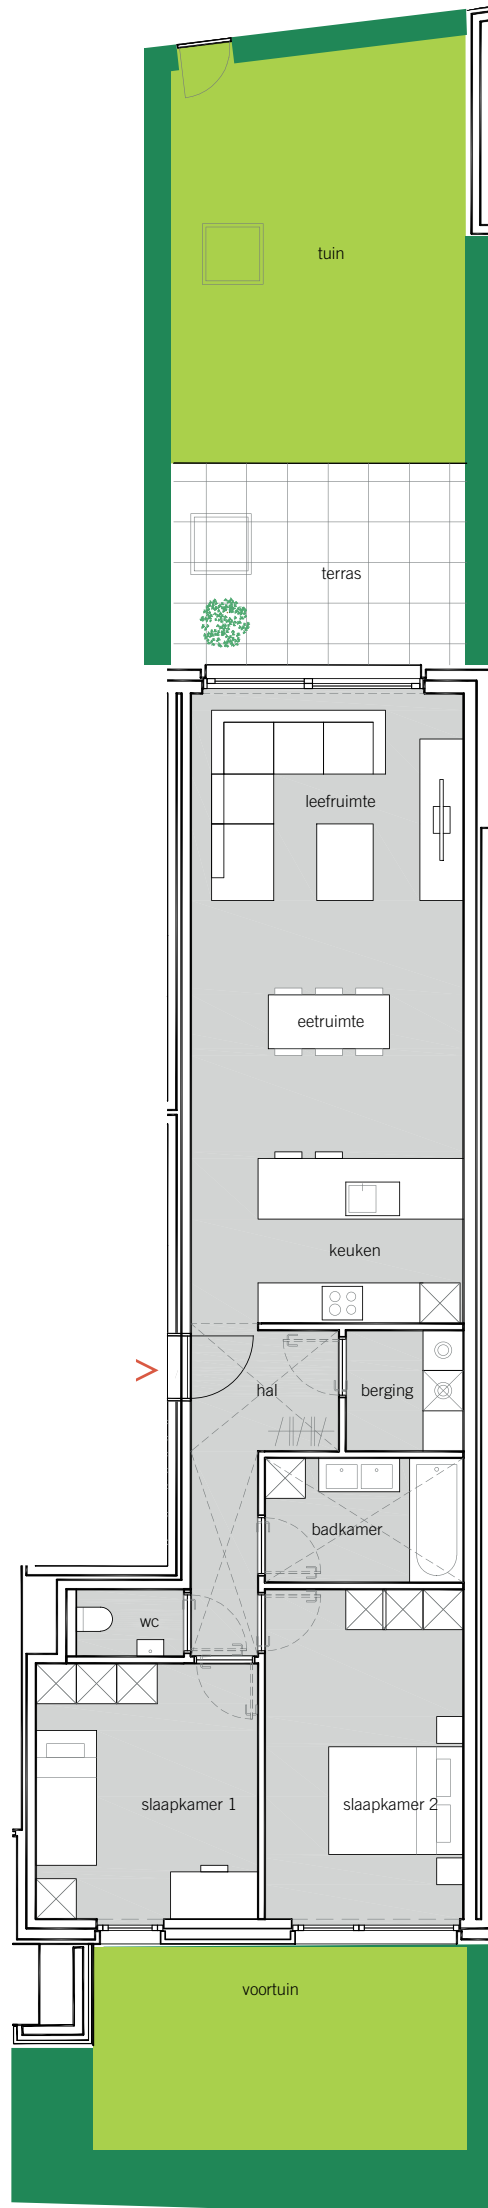 tuin
terras
leefruimte
eetruimte
keuken
hal
berging
badkamer
wc
slaapkamer 1
slaapkamer 2
voortuin